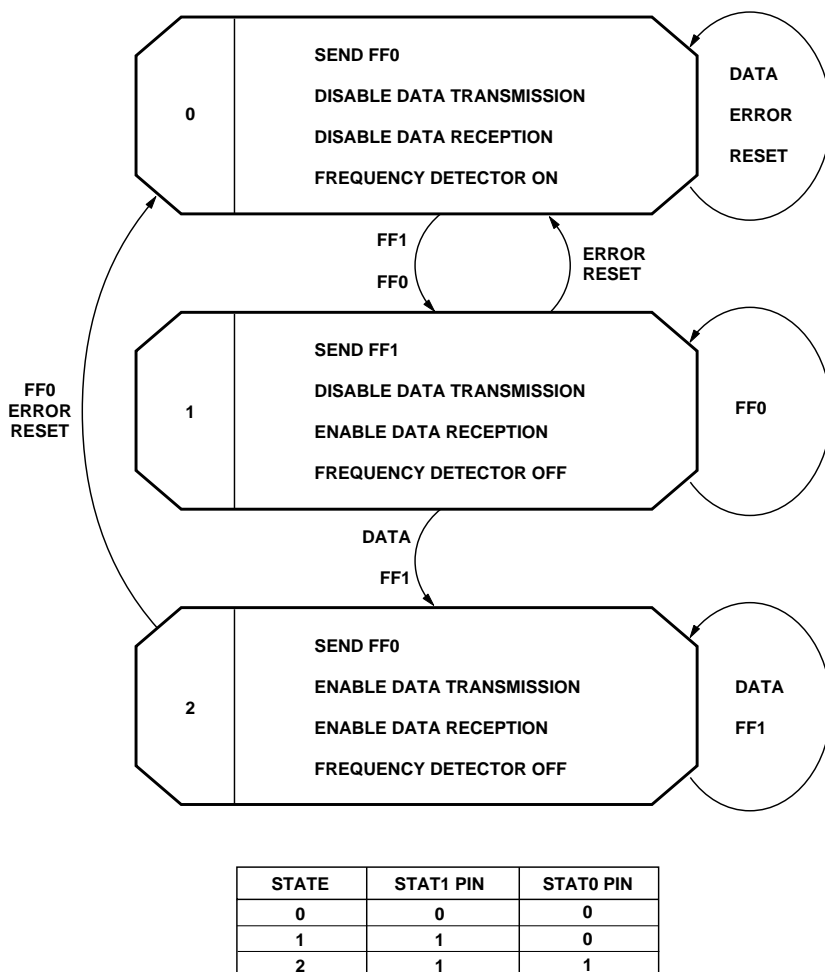 SEND FF0
DISABLE DATA TRANSMISSION
0
DISABLE DATA RECEPTION
FREQUENCY DETECTOR ON
DATA
ERROR
RESET
FF1
FF0
ERROR
RESET
SEND FF1
DISABLE DATA TRANSMISSION
1
ENABLE DATA RECEPTION
FREQUENCY DETECTOR OFF
FF0
FF0
ERROR
RESET
DATA
FF1
SEND FF0
ENABLE DATA TRANSMISSION
2
ENABLE DATA RECEPTION
FREQUENCY DETECTOR OFF
DATA
FF1
STATE STAT1 PIN STAT0 PIN
0 0 0
1 1 0
2 1 1